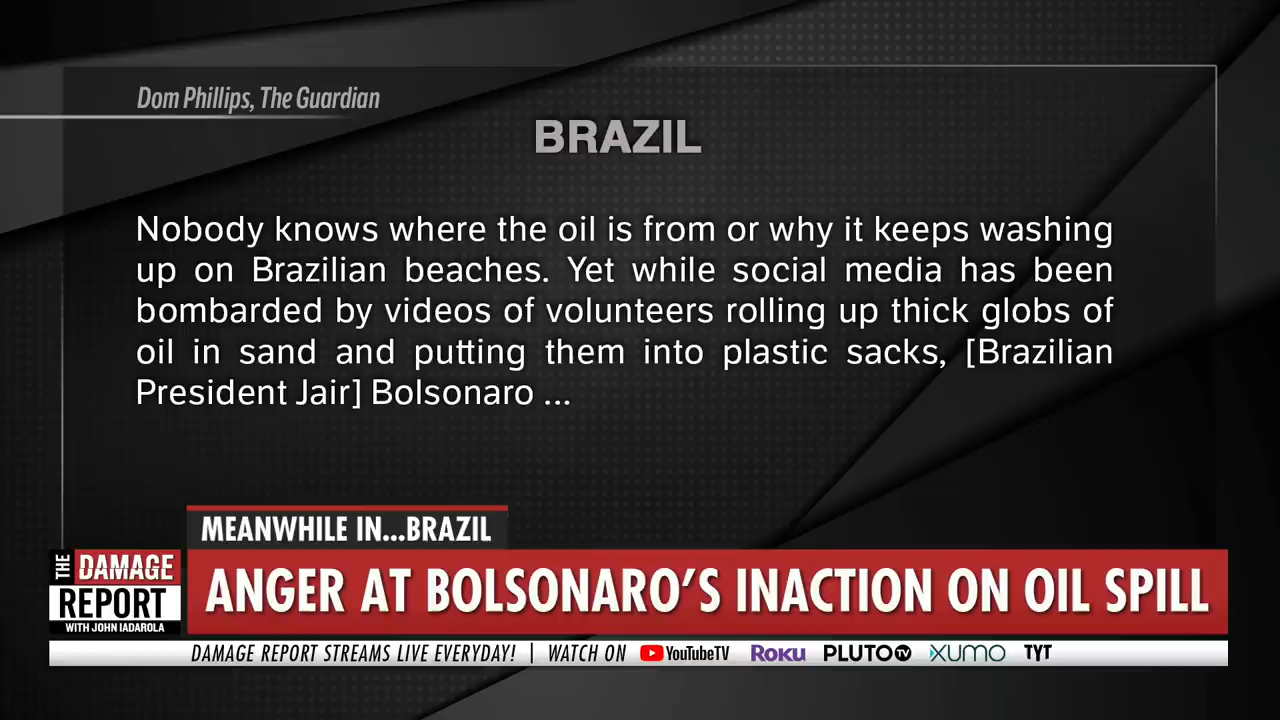 Dom Phillips, The Guardian
BRAZIL
Nobody knows where the oil is from or why it keeps washing
up on Brazilian beaches. Yet while social media has been
bombarded by videos of volunteers rolling up thick globs of
oil in sand and putting them into plastic sacks, [Brazilian
President Jair] Bolsonaro ...
MEANWHILE IN...BRAZIL
THE DAMAGE
REPORT
WITH JOHN IADAROLA
ANGER AT BOLSONARO'S INACTION ON OIL SPILL
DAMAGE REPORT STREAMS LIVE EVERYDAY! | WATCH ON YouTubeTV ROKU PLUTO TV XUMO TYT